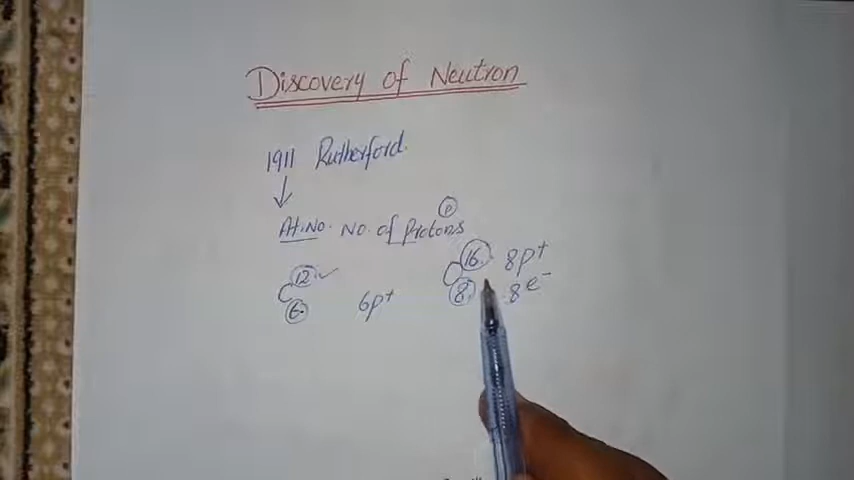 Discovery of Neutron
1911 Rutherford.
At.No. No. of Protons
e
12 C 6 6p+
16 O 8 8p+
8e-